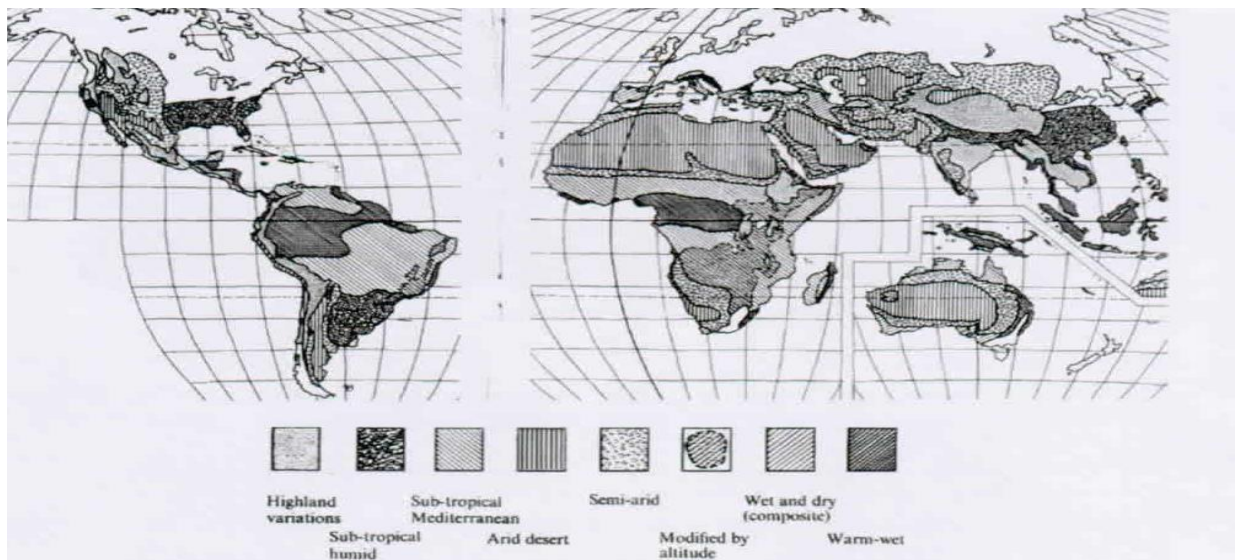 Highland
variations
Sub-tropical
humid
Sub-tropical
Mediterranean
Arid desert
Semi-arid
Modified by
altitude
Wet and dry
(composite)
Warm-wet